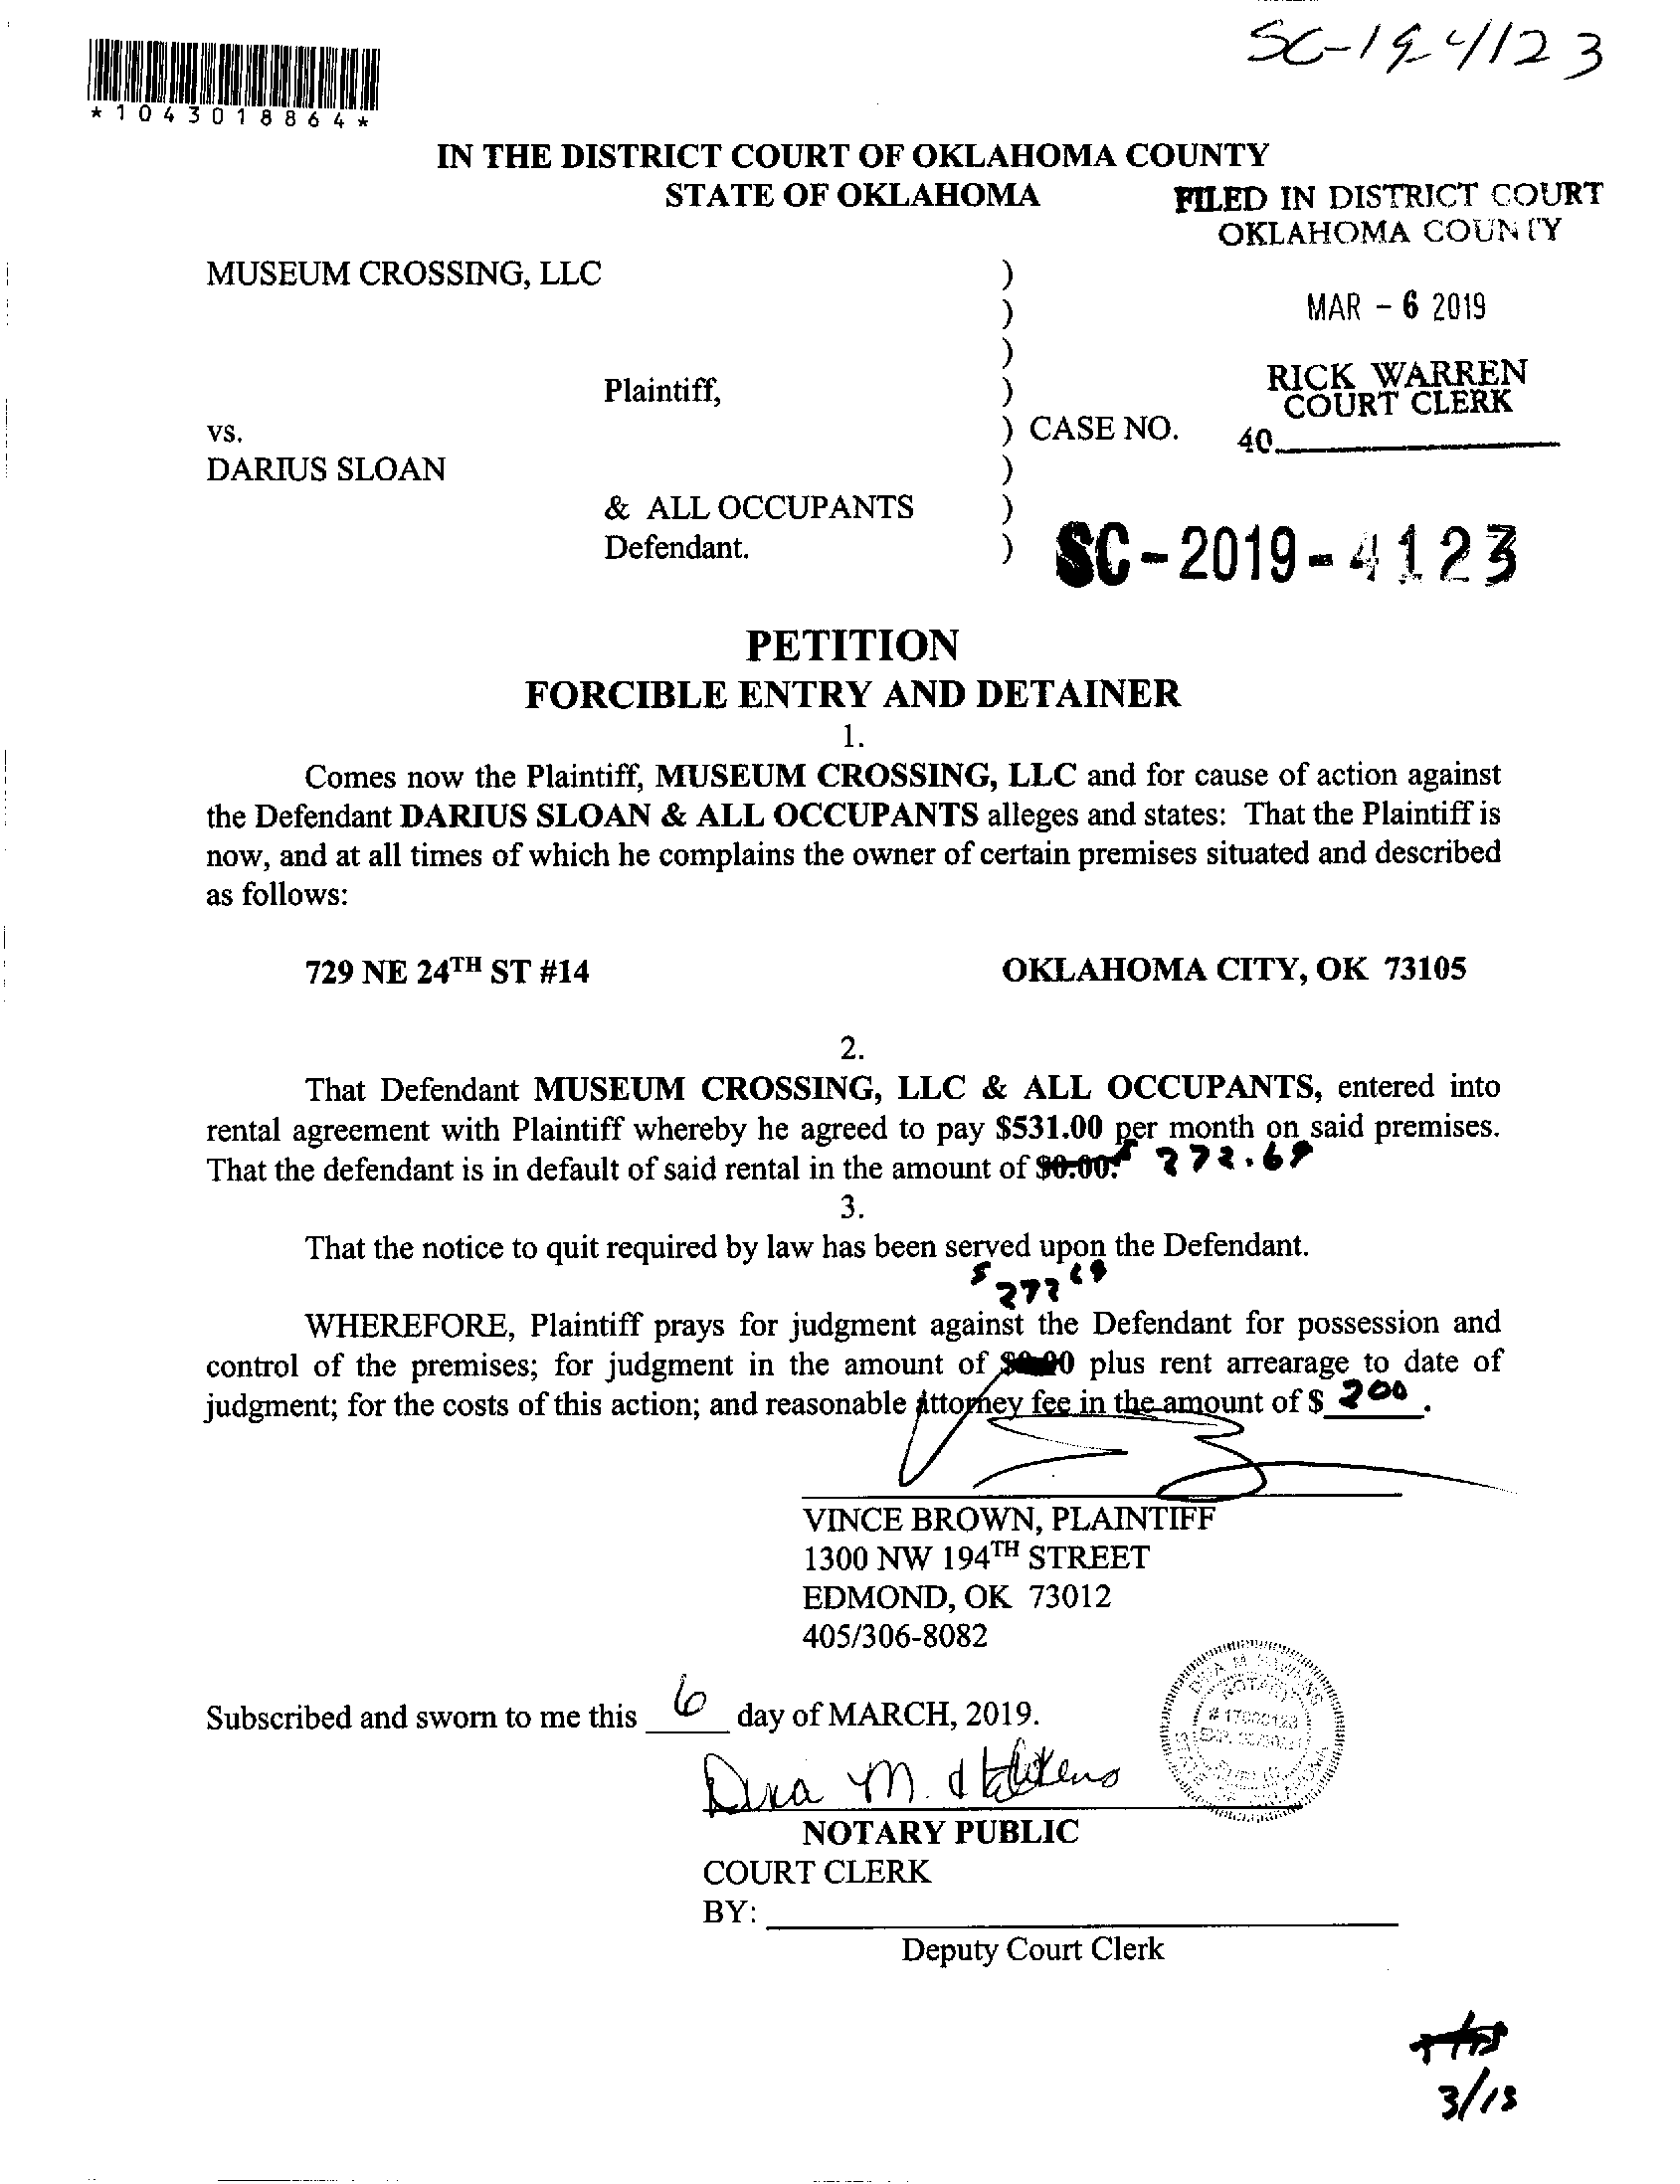 SC-19-4123
*1043018864*
IN THE DISTRICT COURT OF OKLAHOMA COUNTY
STATE OF OKLAHOMA
FILED IN DISTRICT COURT
OKLAHOMA COUNTY
MUSEUM CROSSING, LLC )
)
MAR - 6 2019
)
Plaintiff, )
RICK WARREN
COURT CLERK
vs. ) CASE NO.
40
DARIUS SLOAN )
& ALL OCCUPANTS )
Defendant. )
SC-2019-4123
PETITION
FORCIBLE ENTRY AND DETAINER
1.
Comes now the Plaintiff, MUSEUM CROSSING, LLC and for cause of action against
the Defendant DARIUS SLOAN & ALL OCCUPANTS alleges and states: That the Plaintiff is
now, and at all times of which he complains the owner of certain premises situated and described
as follows:
729 NE 24TH ST #14 OKLAHOMA CITY, OK 73105
2.
That Defendant MUSEUM CROSSING, LLC & ALL OCCUPANTS, entered into
rental agreement with Plaintiff whereby he agreed to pay $531.00 per month on said premises.
That the defendant is in default of said rental in the amount of $0.00.
3.
That the notice to quit required by law has been served upon the Defendant.
WHEREFORE, Plaintiff prays for judgment against the Defendant for possession and
control of the premises; for judgment in the amount of plus rent arrearage to date of
judgment; for the costs of this action; and reasonable Attorney fee in the amount of $ 200.
VINCE BROWN, PLAINTIFF
1300 NW 194TH STREET
EDMOND, OK 73012
405/306-8082
Subscribed and sworn to me this 6 day of MARCH, 2019.
NOTARY PUBLIC
COURT CLERK
BY:
Deputy Court Clerk
3/13